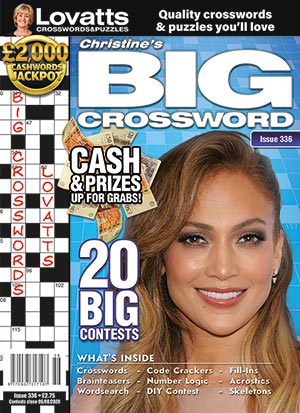 Lovatts
CROSSWORDS&PUZZLES
Quality crosswords
& puzzles you'll love
£2,000
CASHWORDS
JACKPOT
Christine's
BIG
CROSSWORD
Issue 336
BIG CROSSWORDS
LOVATTS
CASH
& PRIZES
UP FOR GRABS!
20
BIG
CONTESTS
WHAT'S INSIDE
Crosswords - Code Crackers - Fill-Ins
Brainteasers - Number Logic - Acrostics
Wordsearch - DIY Contest - Skeletons
Issue 336 • £2.75
Contests close 06/08/2020